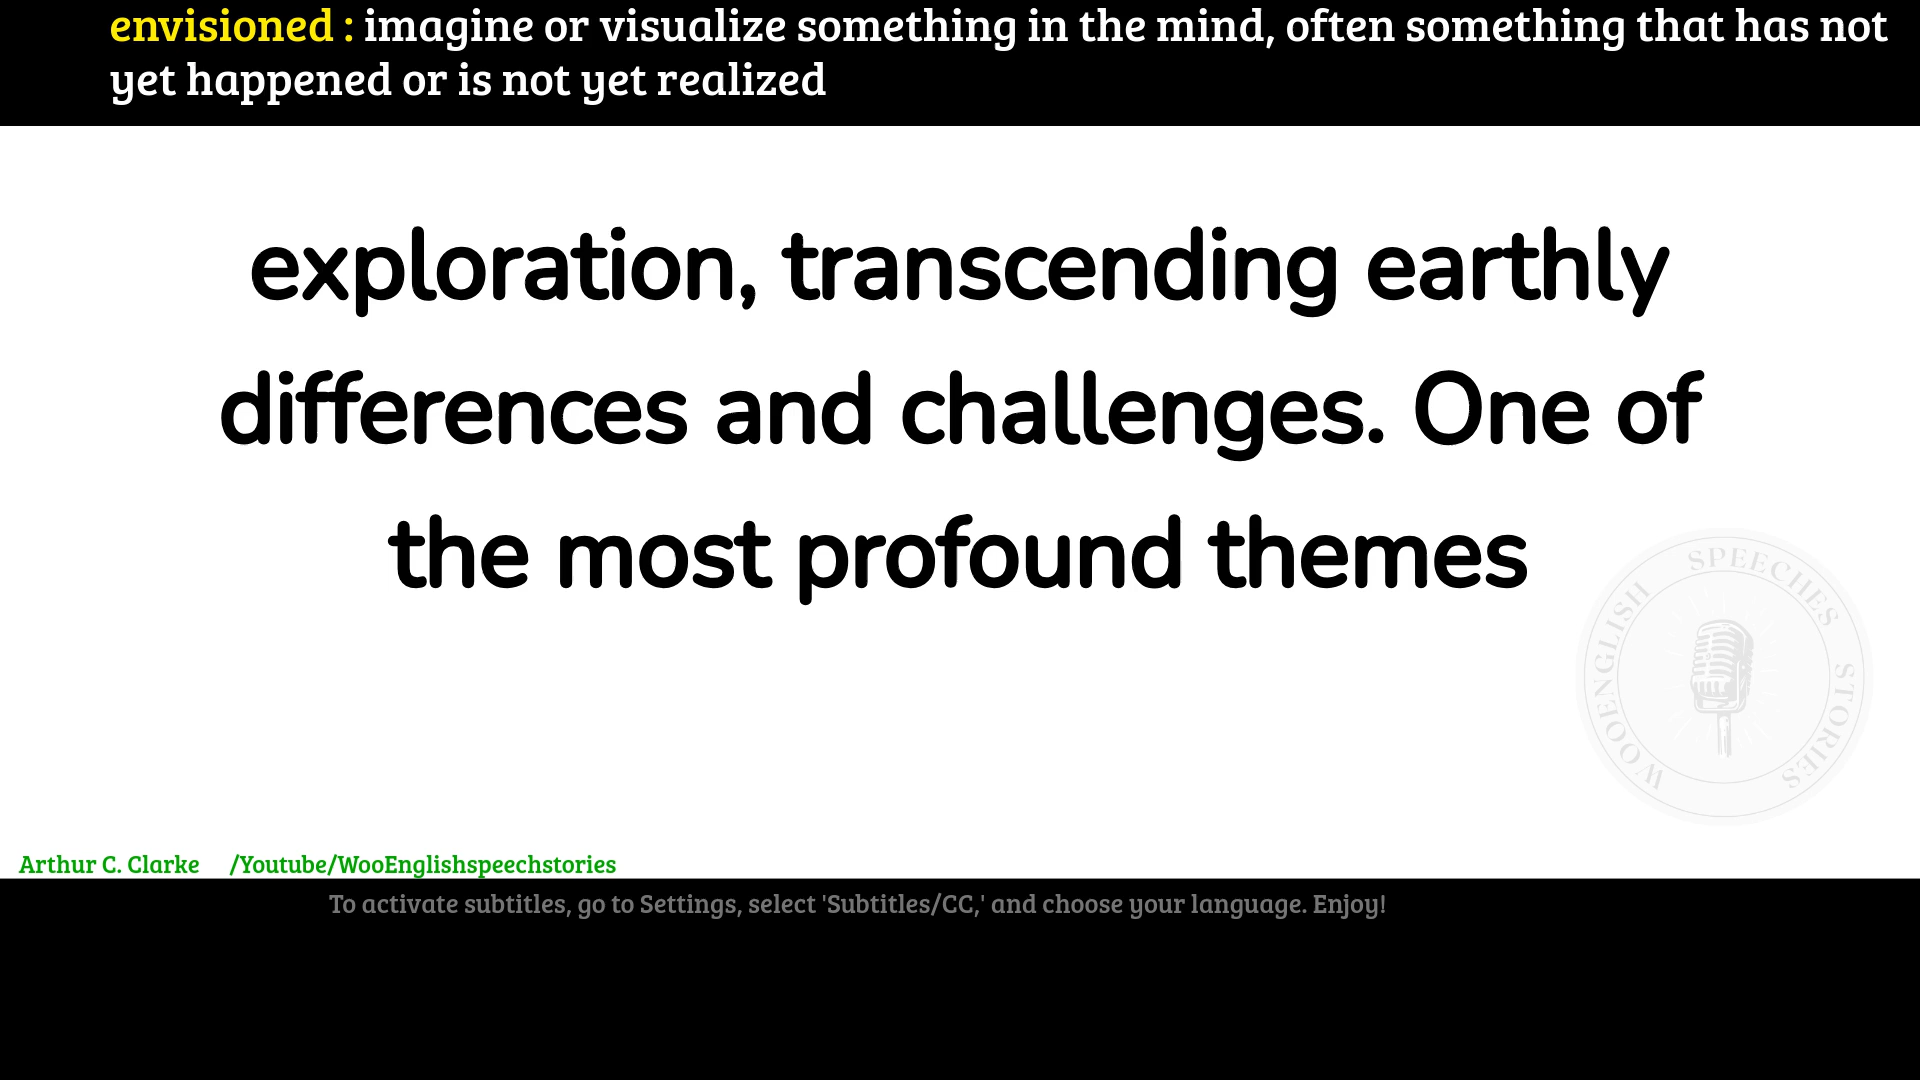 envisioned : imagine or visualize something in the mind, often something that has not
yet happened or is not yet realized
exploration, transcending earthly
differences and challenges. One of
the most profound themes
WOOENGLISH SPEECHES STORIES
Arthur C. Clarke /Youtube/WooEnglishspeechstories
To activate subtitles, go to Settings, select 'Subtitles/CC,' and choose your language. Enjoy!